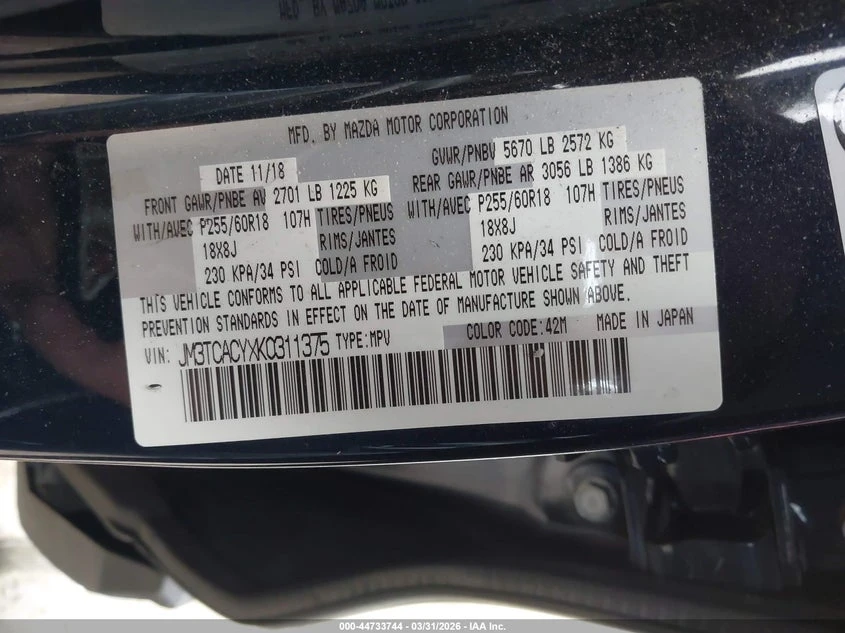 MFD. BY MAZDA MOTOR CORPORATION
DATE 11/18 GVWR/PNBV 5670 LB 2572 KG
FRONT GAWR/PNBE AV 2701 LB 1225 KG REAR GAWR/PNBE AR 3056 LB 1386 KG
WITH/AVEC P255/60R18 107H TIRES/PNEUS WITH/AVEC P255/60R18 107H TIRES/PNEUS
18X8J RIMS/JANTES 18X8J RIMS/JANTES
230 KPA/34 PSI COLD/A FROID 230 KPA/34 PSI COLD/A FROID
THIS VEHICLE CONFORMS TO ALL APPLICABLE FEDERAL MOTOR VEHICLE SAFETY AND THEFT
PREVENTION STANDARDS IN EFFECT ON THE DATE OF MANUFACTURE SHOWN ABOVE.
VIN: JM3TCACYXKC311375 TYPE:MPV COLOR CODE:42M MADE IN JAPAN
000-44733744 - 03/31/2026 - IAA Inc.